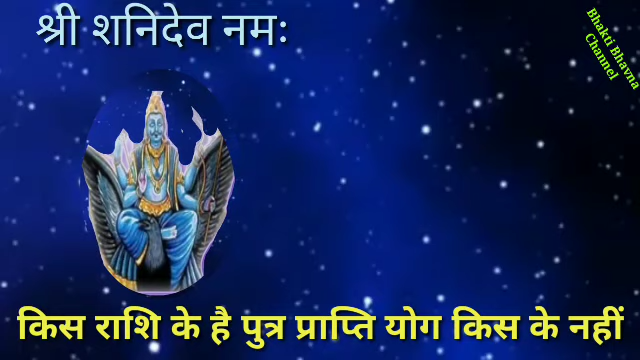 श्री शनिदेव नमः
Bhakti Bhavna
Channel
किस राशि के है पुत्र प्राप्ति योग किस के नहीं